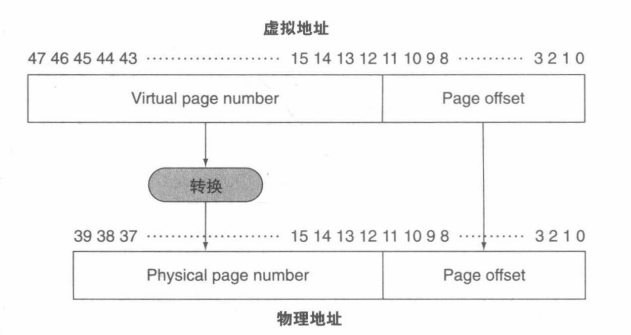 虚拟地址
47 46 45 44 43 ······················ 15 14 13 12 11 10 9 8 ··········· 3 2 1 0
Virtual page number Page offset
转换
39 38 37 ······················ 15 14 13 12 11 10 9 8 ··········· 3 2 1 0
Physical page number Page offset
物理地址